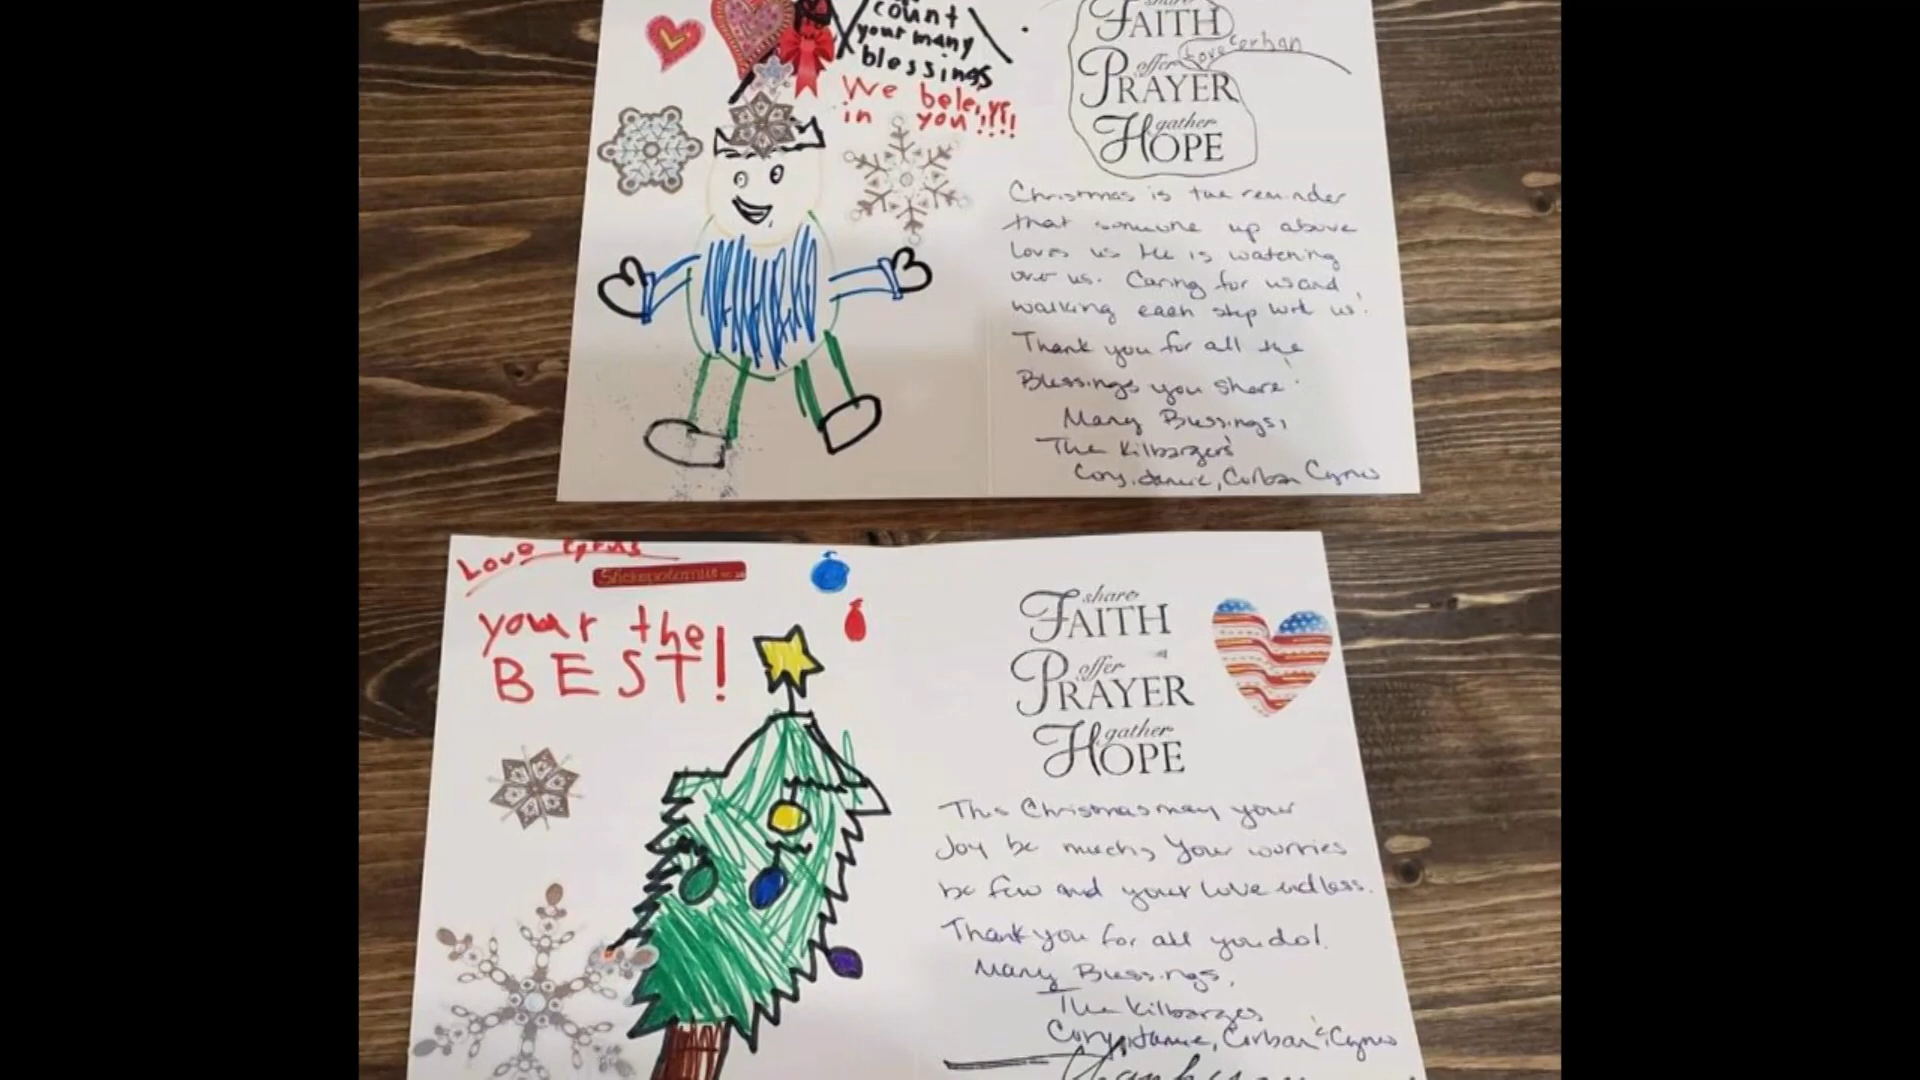 count
your many
blessings
We beleive
in you!!!!
share
FAITH
Love Corban
offer
PRAYER
gather
HOPE
Christmas is the reminder
that someone up above
Loves us He is watching
over us. Caring for us and
walking each step with us!
Thank you for all the
Blessings you share.
Many Blessings,
The Kilbargers
Cory, Jamie, Corban Cyrus
Love Cyrus
your the
BEST!
share
FAITH
offer
PRAYER
gather
HOPE
This Christmas may your
Joy be much, Your worries
be few and your Love endless.
Thank you for all you do!
Many Blessings,
The Kilbargers
Cory, Jamie, Corban & Cyrus